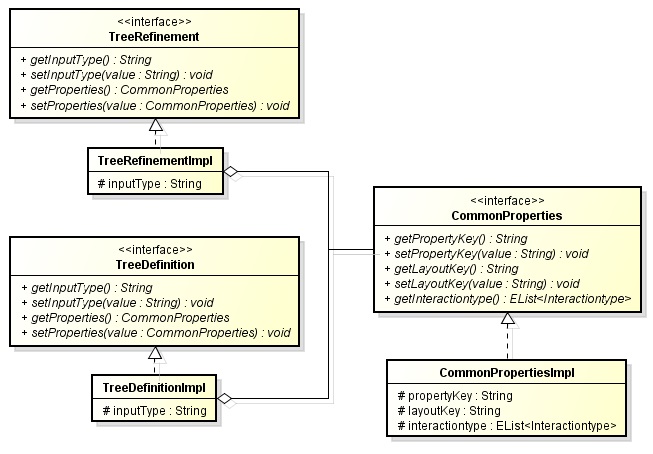 <<interface>>
TreeRefinement
+ getInputType() : String
+ setInputType(value : String) : void
+ getProperties() : CommonProperties
+ setProperties(value : CommonProperties) : void
TreeRefinementImpl
# inputType : String
<<interface>>
TreeDefinition
+ getInputType() : String
+ setInputType(value : String) : void
+ getProperties() : CommonProperties
+ setProperties(value : CommonProperties) : void
TreeDefinitionImpl
# inputType : String
<<interface>>
CommonProperties
+ getPropertyKey() : String
+ setPropertyKey(value : String) : void
+ getLayoutKey() : String
+ setLayoutKey(value : String) : void
+ getInteractiontype() : EList<Interactiontype>
CommonPropertiesImpl
# propertyKey : String
# layoutKey : String
# interactiontype : EList<Interactiontype>